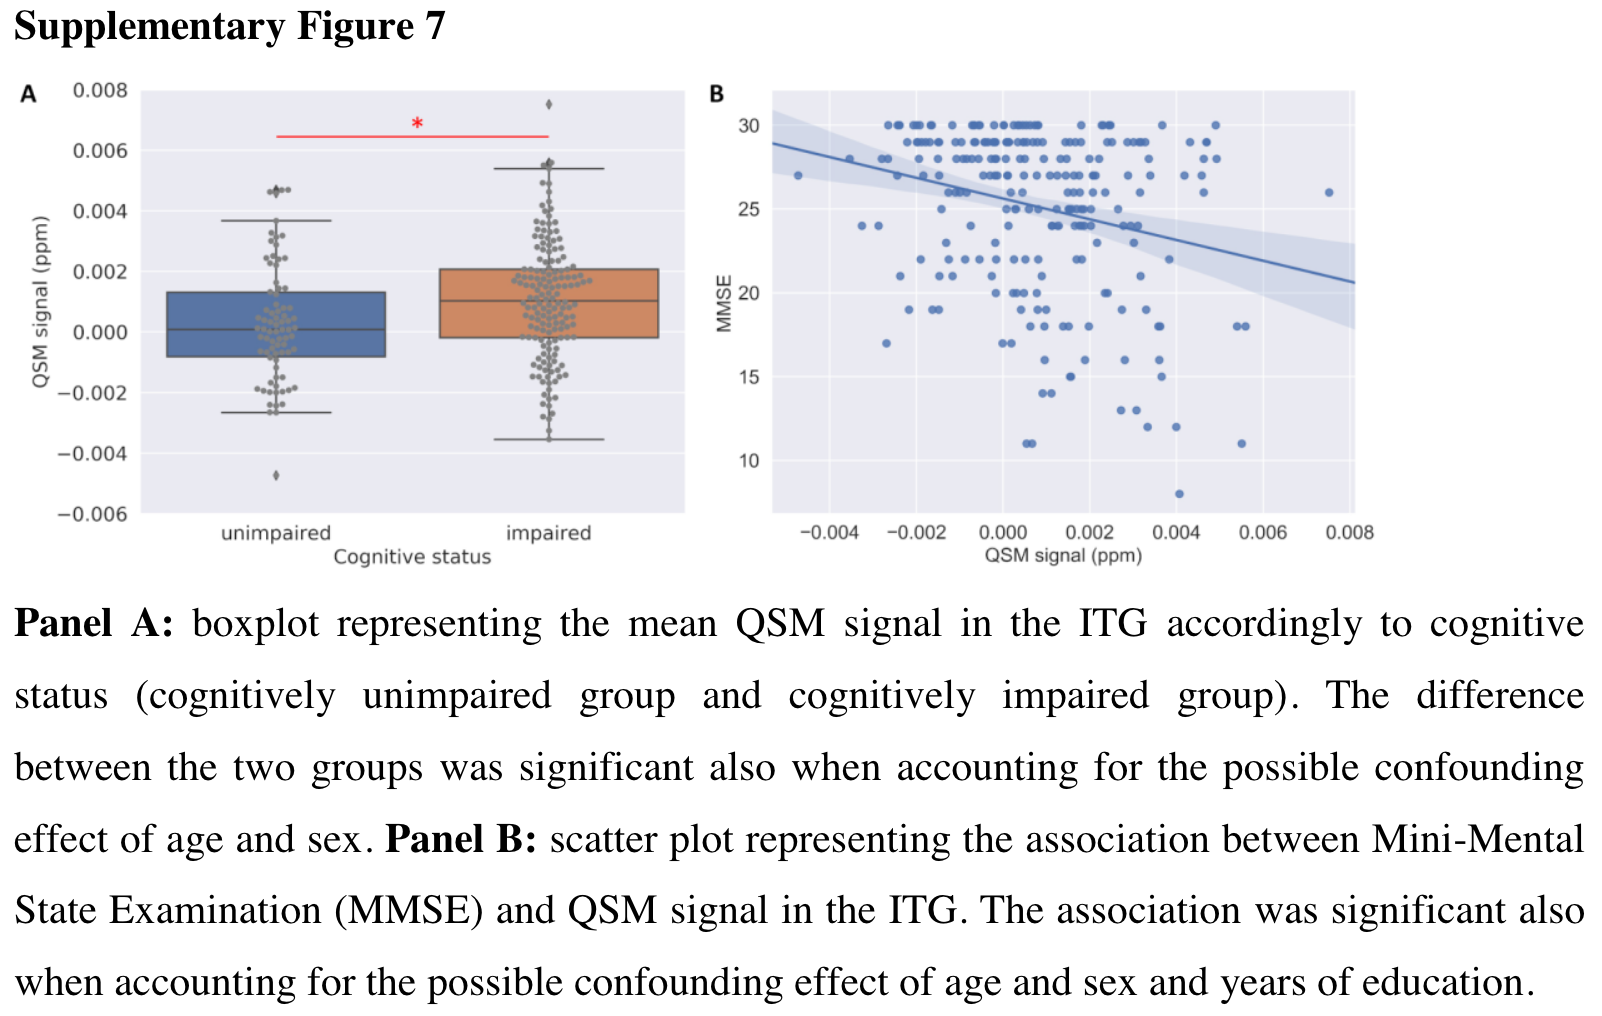 Supplementary Figure 7
A
0.008
0.006
0.004
0.002
0.000
−0.002
−0.004
−0.006
QSM signal (ppm)
*
unimpaired
impaired
Cognitive status
B
30
25
20
15
10
MMSE
−0.004
−0.002
0.000
0.002
0.004
0.006
0.008
QSM signal (ppm)
Panel A: boxplot representing the mean QSM signal in the ITG accordingly to cognitive
status (cognitively unimpaired group and cognitively impaired group). The difference
between the two groups was significant also when accounting for the possible confounding
effect of age and sex. Panel B: scatter plot representing the association between Mini-Mental
State Examination (MMSE) and QSM signal in the ITG. The association was significant also
when accounting for the possible confounding effect of age and sex and years of education.